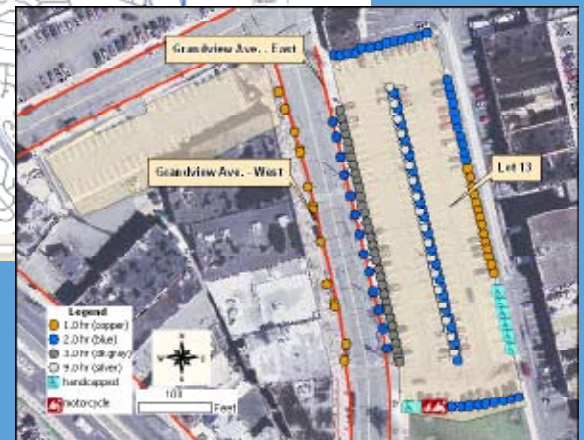 Grandview Ave. - East
Grandview Ave. - West
Lot 13
Legend
1.0 hr (copper)
2.0 hr (blue)
3.0 hr (dk gray)
9.0 hr (silver)
handicapped
motorcycle
100
Feet